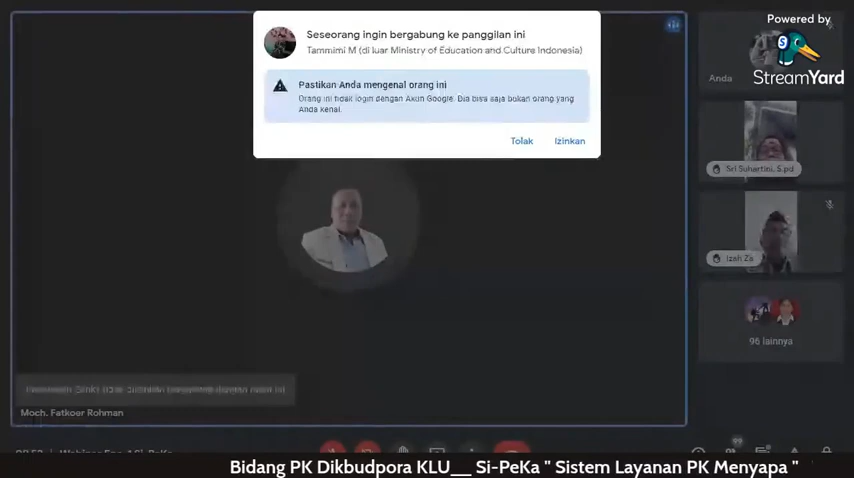 Seseorang ingin bergabung ke panggilan ini
Tammimi M (di luar Ministry of Education and Culture Indonesia)
Pastikan Anda mengenal orang ini
Orang ini tidak login dengan Akun Google. Dia bisa saja bukan orang yang
Anda kenal.
Tolak
Izinkan
Powered by
StreamYard
Anda
Sri Suhartini, S.pd
Izah Za
96 lainnya
Moch. Fatkoer Rohman
99
Bidang PK Dikbudpora KLU__ Si-PeKa " Sistem Layanan PK Menyapa "